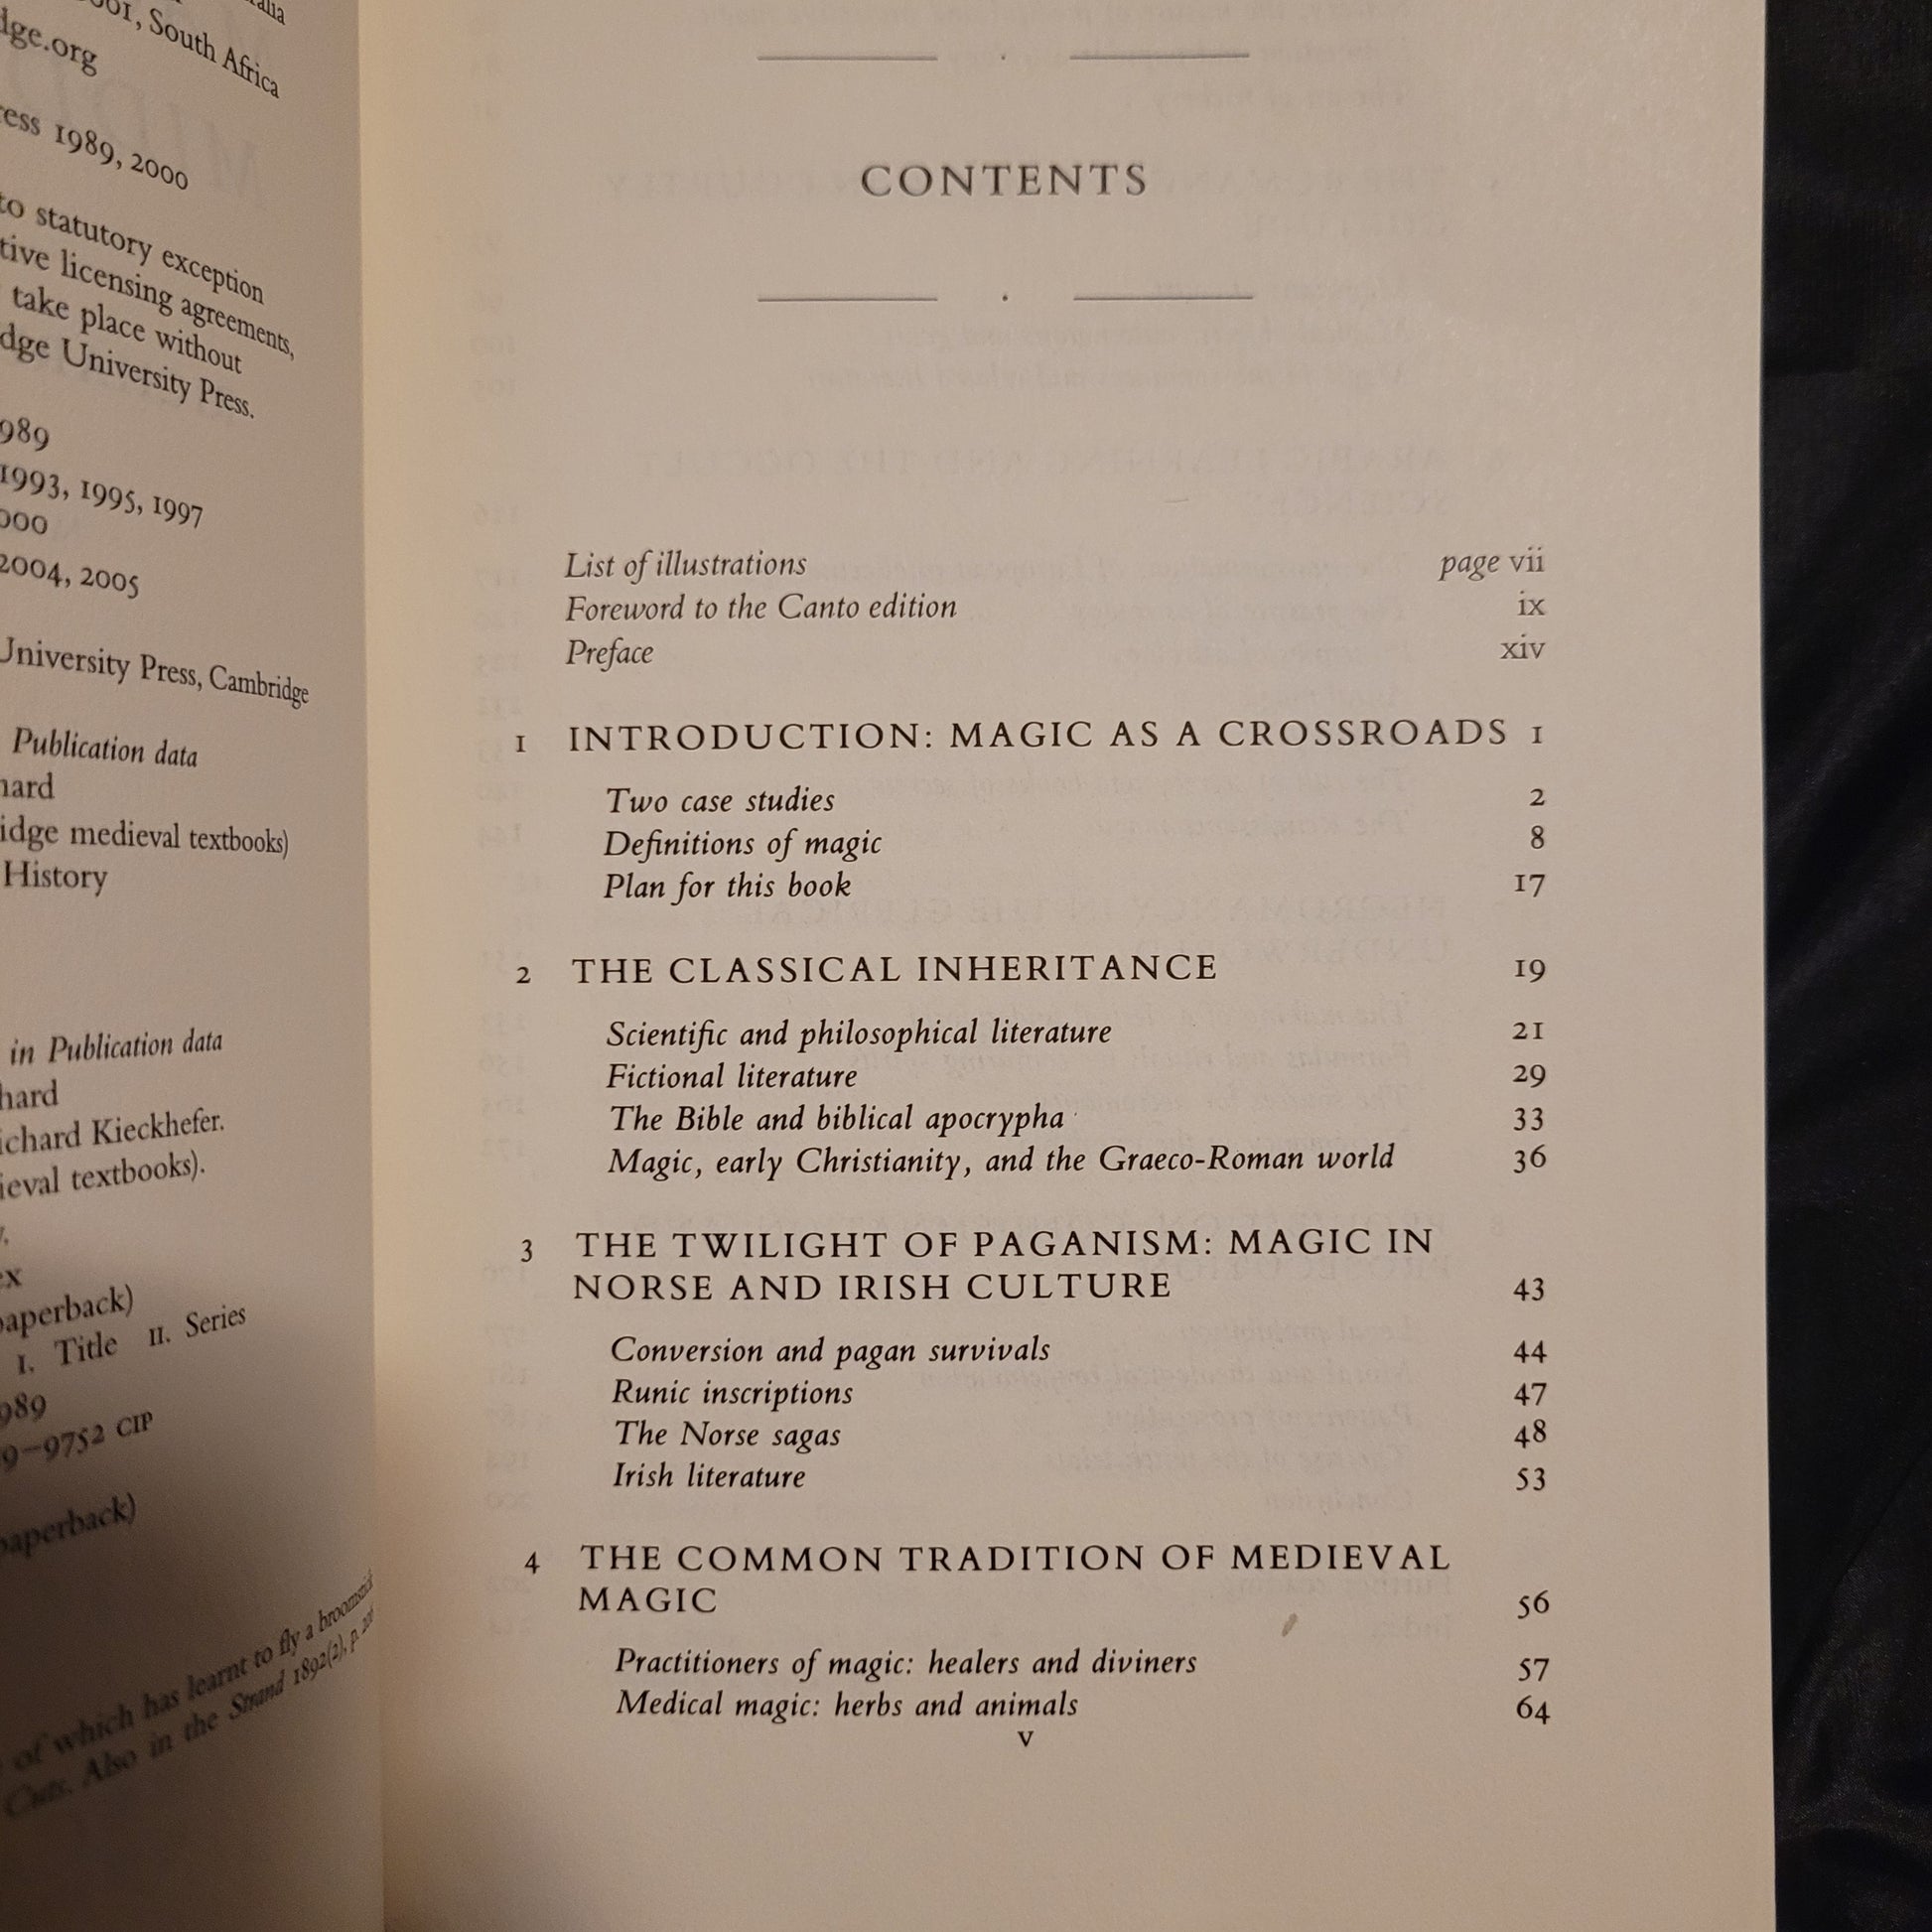 001, South Africa
dge.org
ess 1989, 2000
to statutory exception
tive licensing agreements,
take place without
dge University Press.
989
1993, 1995, 1997
000
2004, 2005
University Press, Cambridge
Publication data
hard
idge medieval textbooks)
History
in Publication data
hard
ichard Kieckhefer.
ieval textbooks).
ex
paperback)
I. Title II. Series
989
9–9752 CIP
paperback)
of which has learnt to fly a broomstick
Cuts. Also in the Strand 1892(2), p.
CONTENTS
List of illustrations page vii
Foreword to the Canto edition ix
Preface xiv
1 INTRODUCTION: MAGIC AS A CROSSROADS 1
Two case studies 2
Definitions of magic 8
Plan for this book 17
2 THE CLASSICAL INHERITANCE 19
Scientific and philosophical literature 21
Fictional literature 29
The Bible and biblical apocrypha 33
Magic, early Christianity, and the Graeco-Roman world 36
3 THE TWILIGHT OF PAGANISM: MAGIC IN
NORSE AND IRISH CULTURE 43
Conversion and pagan survivals 44
Runic inscriptions 47
The Norse sagas 48
Irish literature 53
4 THE COMMON TRADITION OF MEDIEVAL
MAGIC 56
Practitioners of magic: healers and diviners 57
Medical magic: herbs and animals 64
v